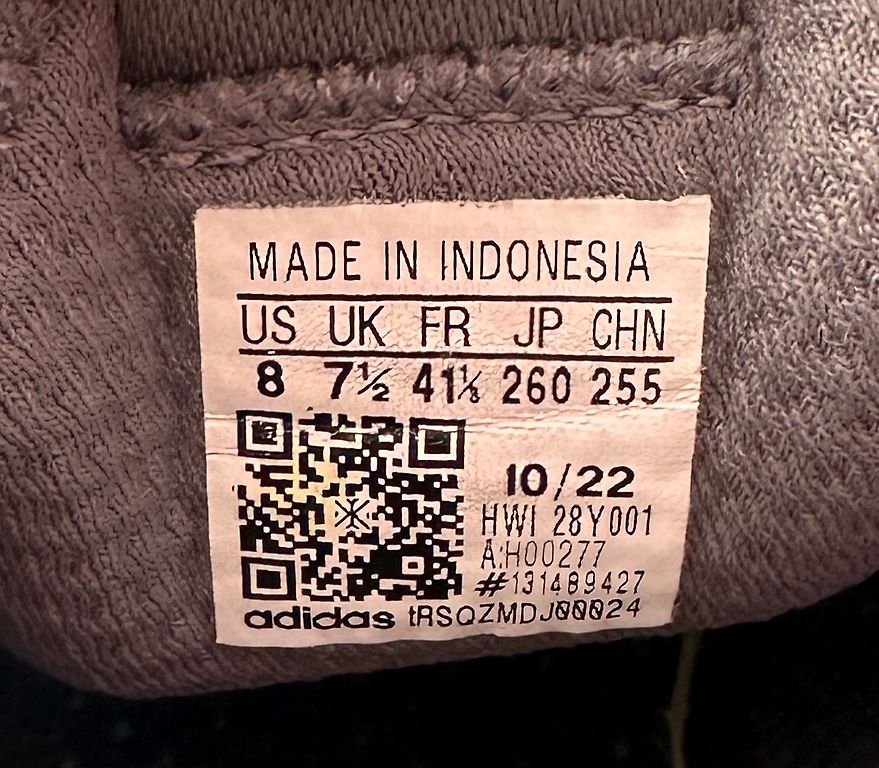 MADE IN INDONESIA
US UK FR JP CHN
8 7½ 41⅓ 260 255
10/22
HWI 28Y001
A:H00277
#131489427
adidas tRSQZMDJ00024